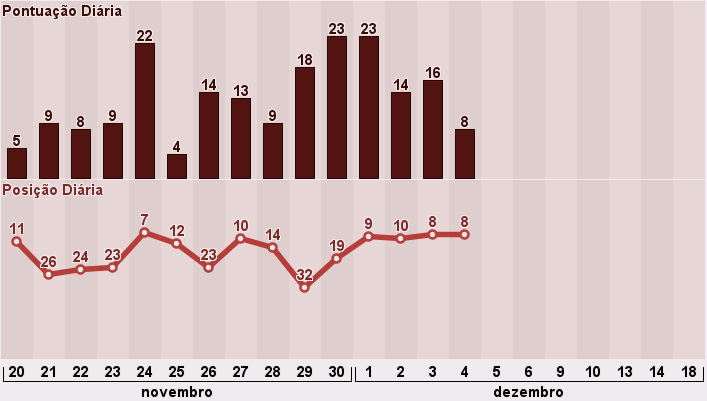 Pontuação Diária
5 9 8 9 22 4 14 13 9 18 23 23 14 16 8
Posição Diária
11 26 24 23 7 12 23 10 14 32 19 9 10 8 8
20 21 22 23 24 25 26 27 28 29 30 1 2 3 4 5 6 9 10 13 14 18
novembro dezembro